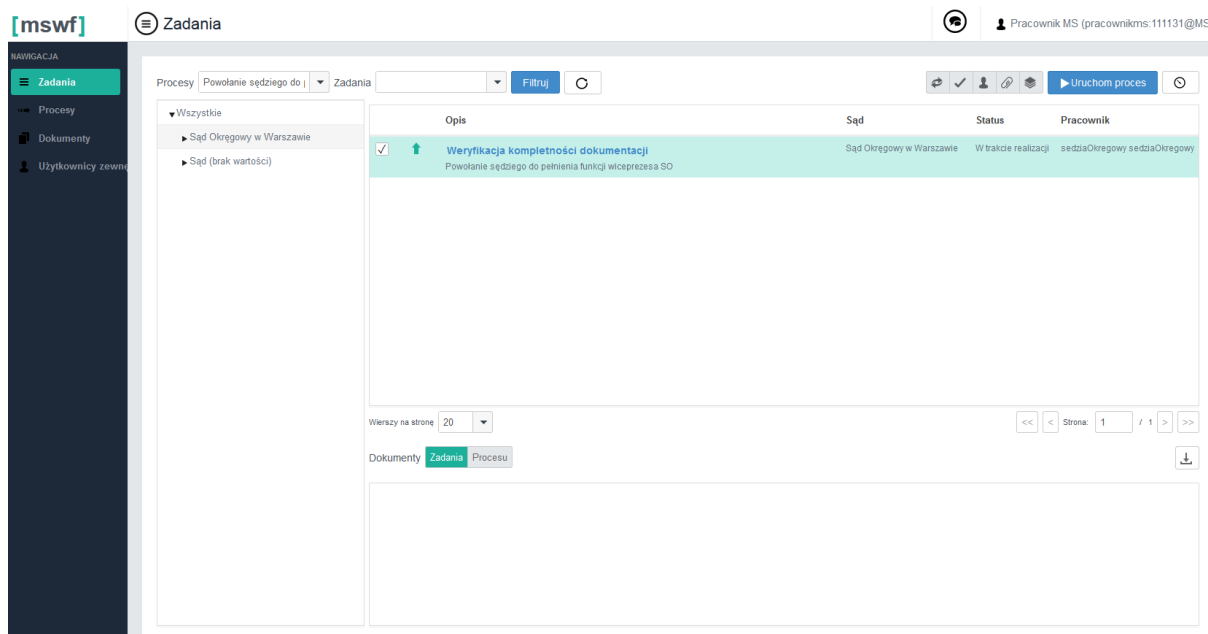 [mswf]
Zadania
Pracownik MS (pracownikms:111131@MS
NAWIGACJA
Zadania
Procesy
Dokumenty
Użytkownicy zewnę
Procesy Powołanie sędziego do p Zadania Filtruj Uruchom proces
Wszystkie
Sąd Okręgowy w Warszawie
Sąd (brak wartości)
Opis Sąd Status Pracownik
Weryfikacja kompletności dokumentacji Sąd Okręgowy w Warszawie W trakcie realizacji sedziaOkregowy sedziaOkregowy
Powołanie sędziego do pełnienia funkcji wiceprezesa SO
Wierszy na stronę 20 << < Strona: 1 / 1 > >>
Dokumenty Zadania Procesu